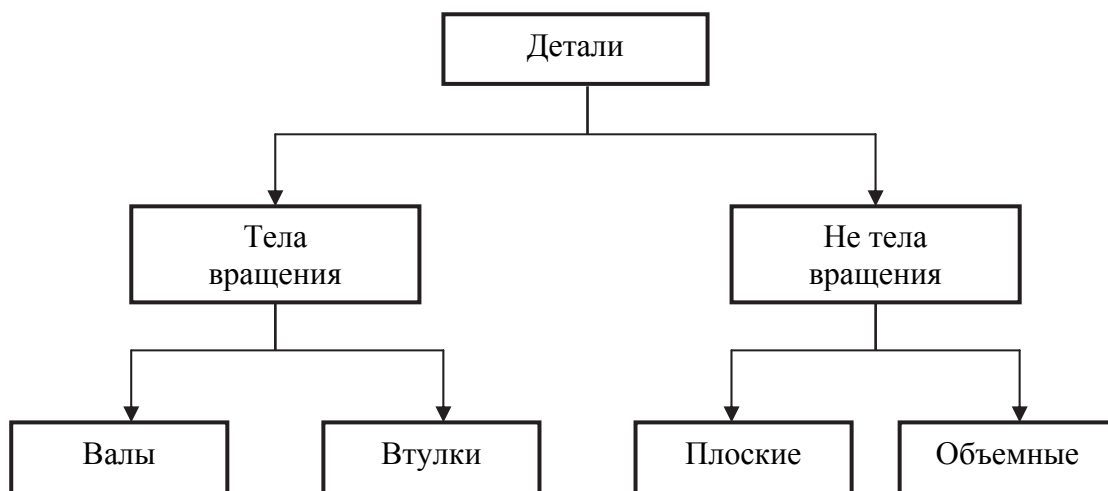 Детали
Тела
вращения
Не тела
вращения
Валы
Втулки
Плоские
Объемные